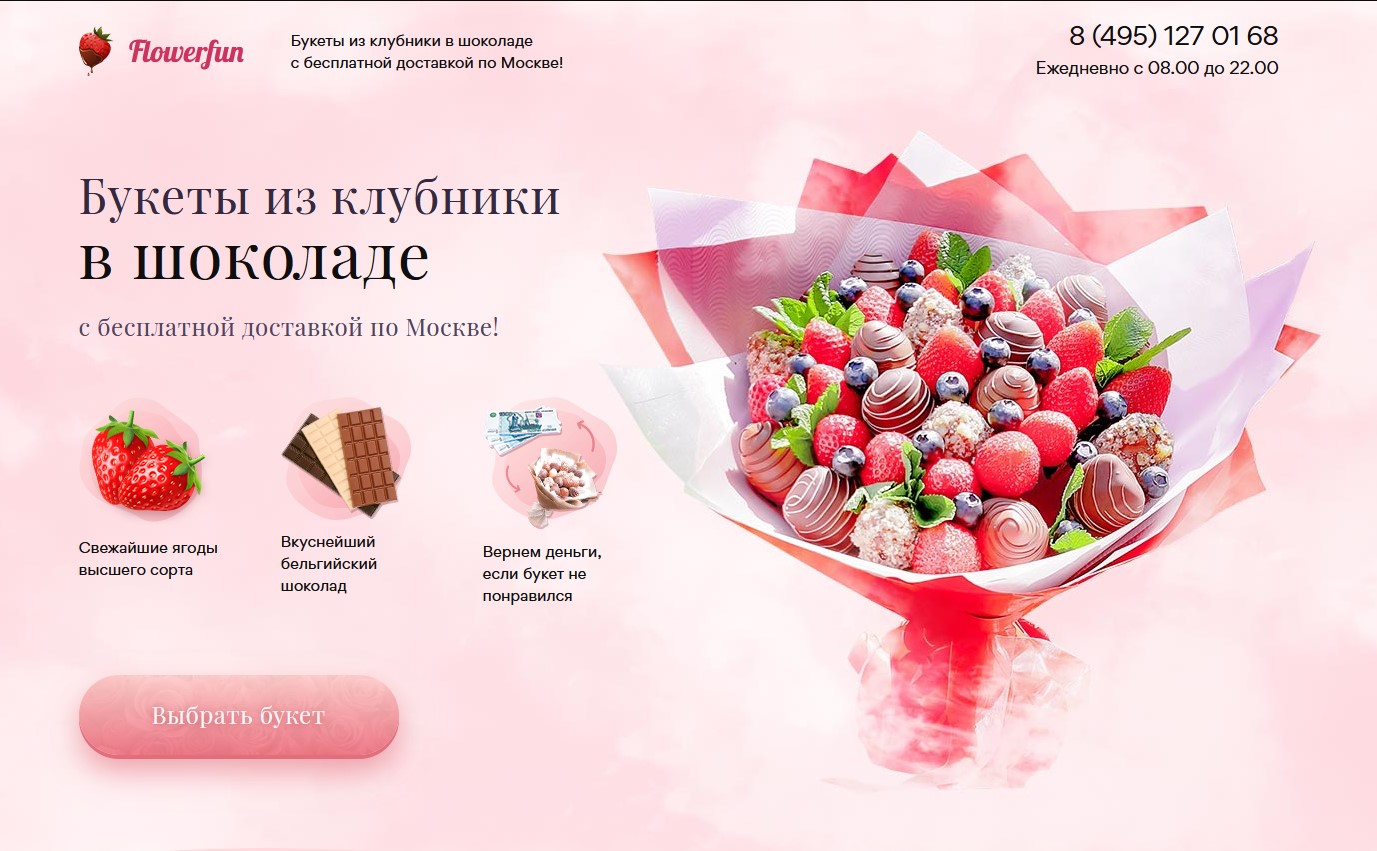 Flowerfun
Букеты из клубники в шоколаде
с бесплатной доставкой по Москве!
8 (495) 127 01 68
Ежедневно с 08.00 до 22.00
Букеты из клубники
в шоколаде
с бесплатной доставкой по Москве!
Свежайшие ягоды
высшего сорта
Вкуснейший
бельгийский
шоколад
Вернем деньги,
если букет не
понравился
Выбрать букет